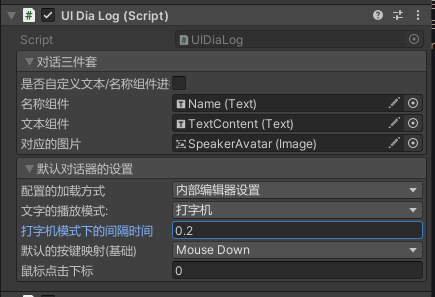 UI Dia Log (Script)
Script UIDiaLog
对话三件套
是否自定义文本/名称组件进
名称组件 Name (Text)
文本组件 TextContent (Text)
对应的图片 SpeakerAvatar (Image)
默认对话器的设置
配置的加载方式 内部编辑器设置
文字的播放模式: 打字机
打字机模式下的间隔时间 0.2
默认的按键映射(基础) Mouse Down
鼠标点击下标 0